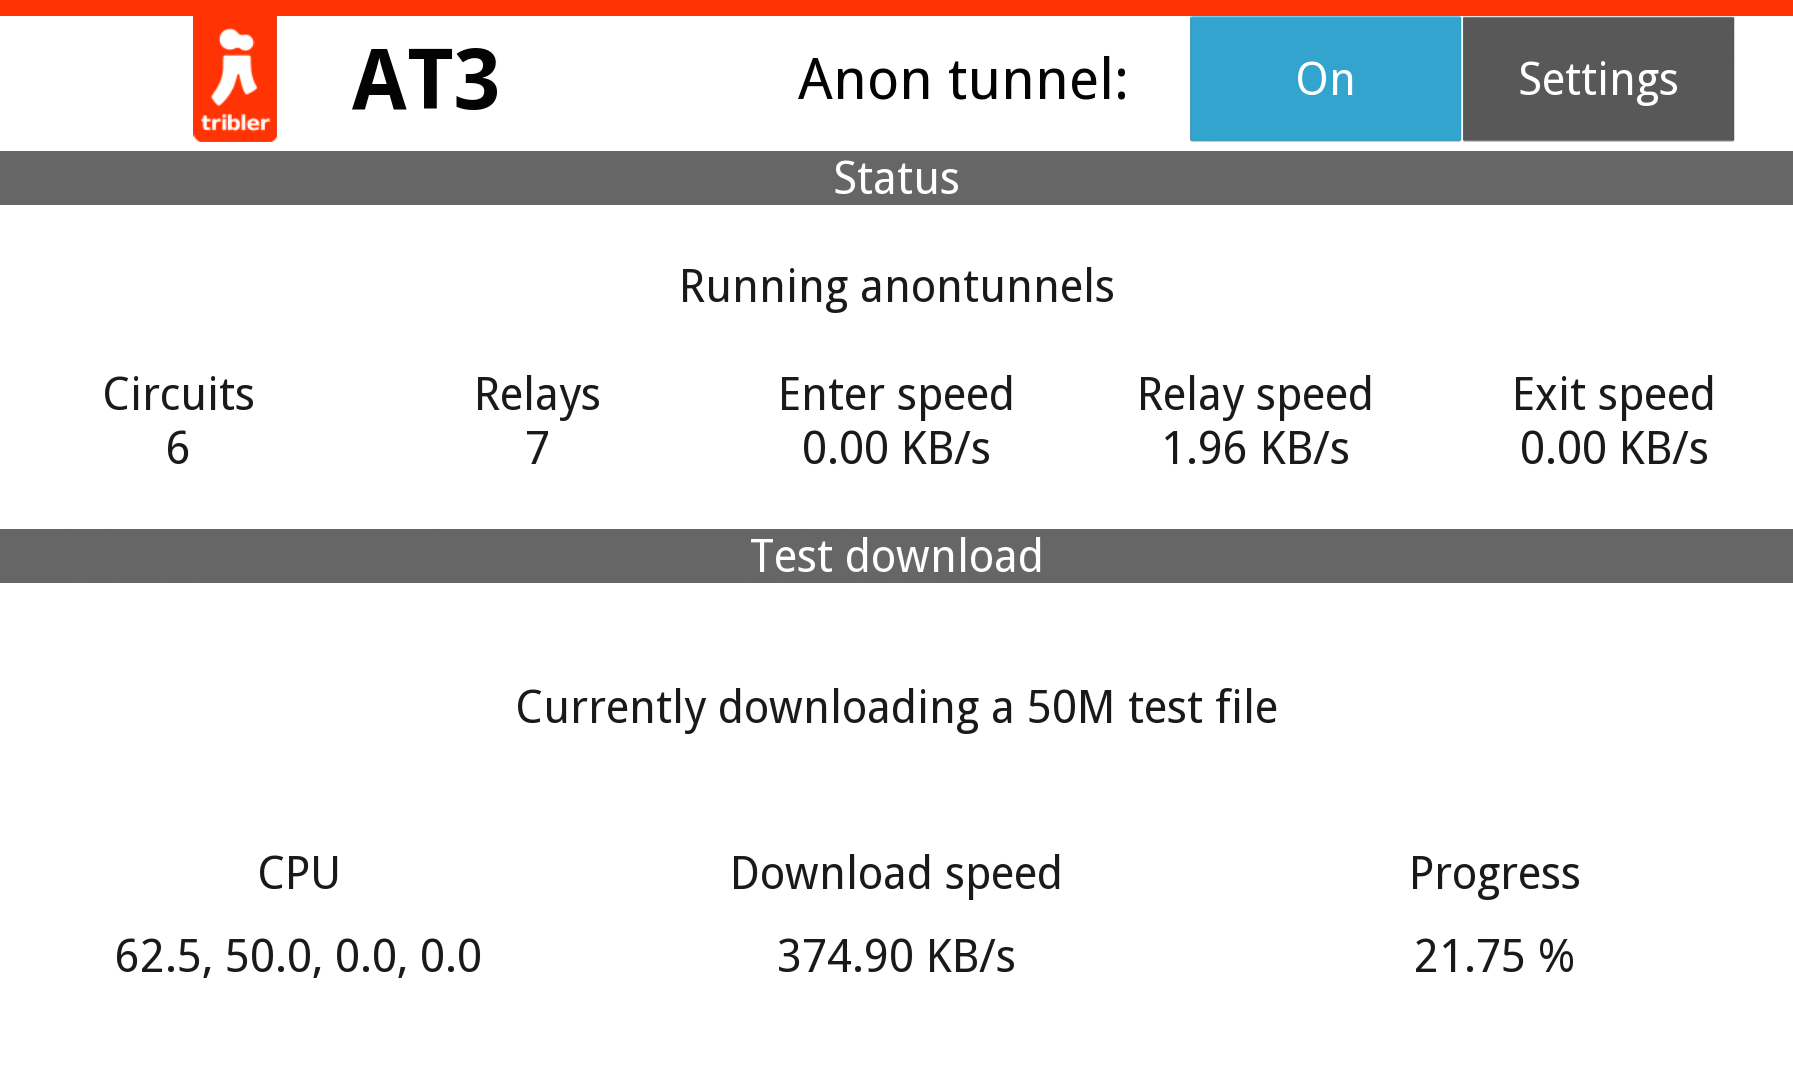 tribler
AT3
Anon tunnel:
On
Settings
Status
Running anontunnels
Circuits Relays Enter speed Relay speed Exit speed
6 7 0.00 KB/s 1.96 KB/s 0.00 KB/s
Test download
Currently downloading a 50M test file
CPU Download speed Progress
62.5, 50.0, 0.0, 0.0 374.90 KB/s 21.75 %